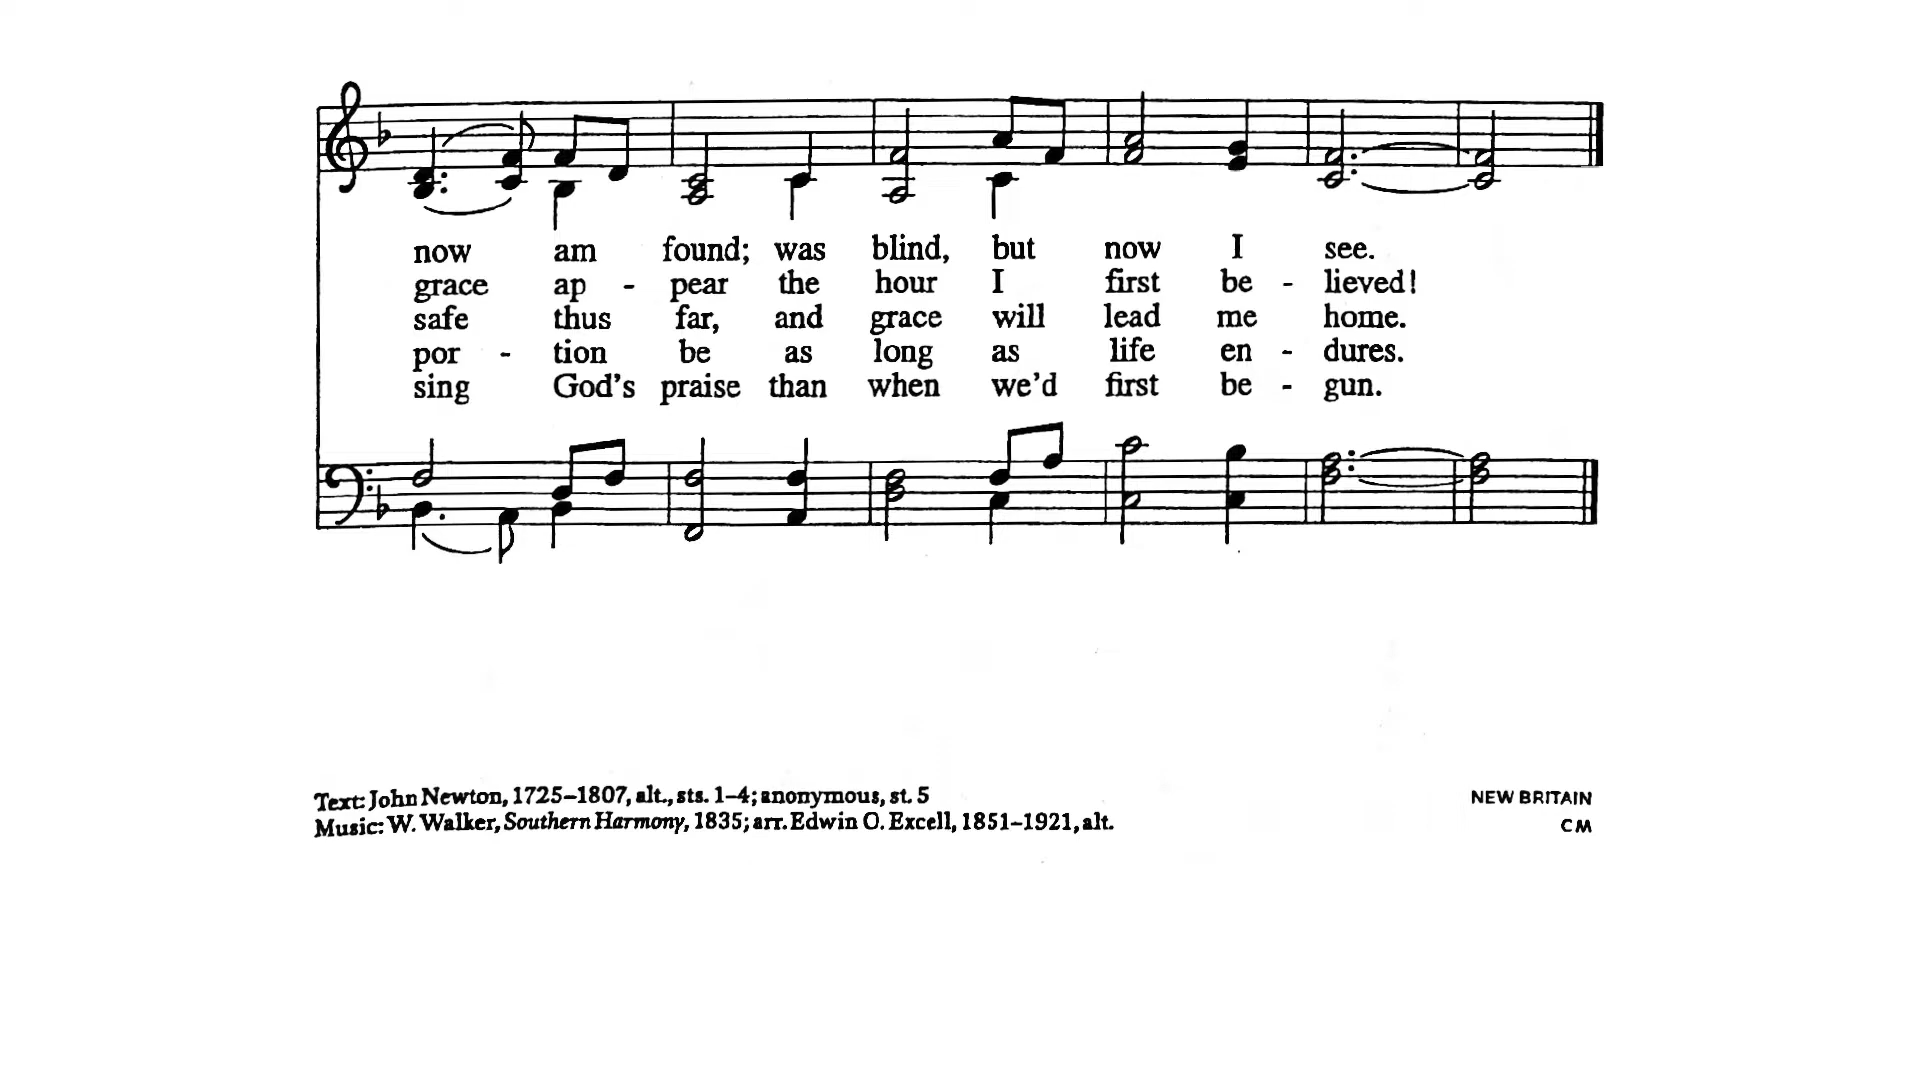 now am found; was blind, but now I see.
grace ap - pear the hour I first be - lieved!
safe thus far, and grace will lead me home.
por - tion be as long as life en - dures.
sing God's praise than when we'd first be - gun.
Text: John Newton, 1725–1807, alt., sts. 1–4; anonymous, st. 5
NEW BRITAIN
Music: W. Walker, Southern Harmony, 1835; arr. Edwin O. Excell, 1851–1921, alt.
CM